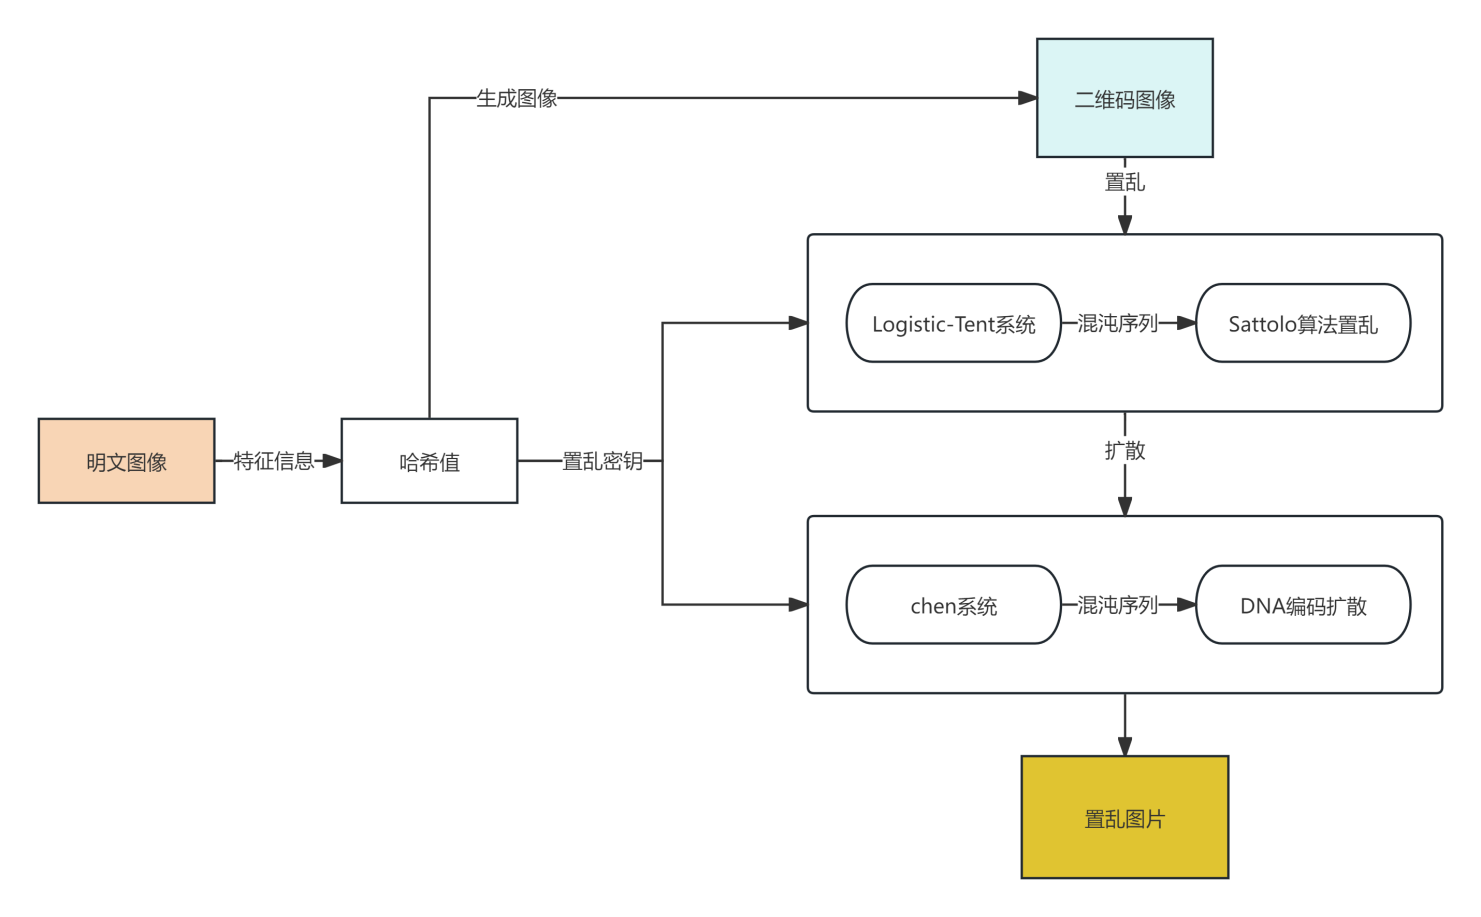 生成图像
二维码图像
置乱
Logistic-Tent系统
混沌序列
Sattolo算法置乱
明文图像
特征信息
哈希值
置乱密钥
扩散
chen系统
混沌序列
DNA编码扩散
置乱图片